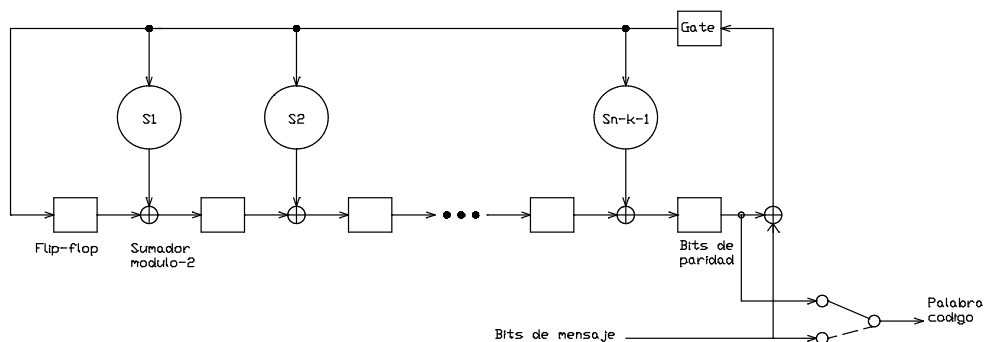 Gate
S1
S2
Sn-k-1
Flip-flop
Sumador
modulo-2
Bits de
paridad
Palabra
codigo
Bits de mensaje